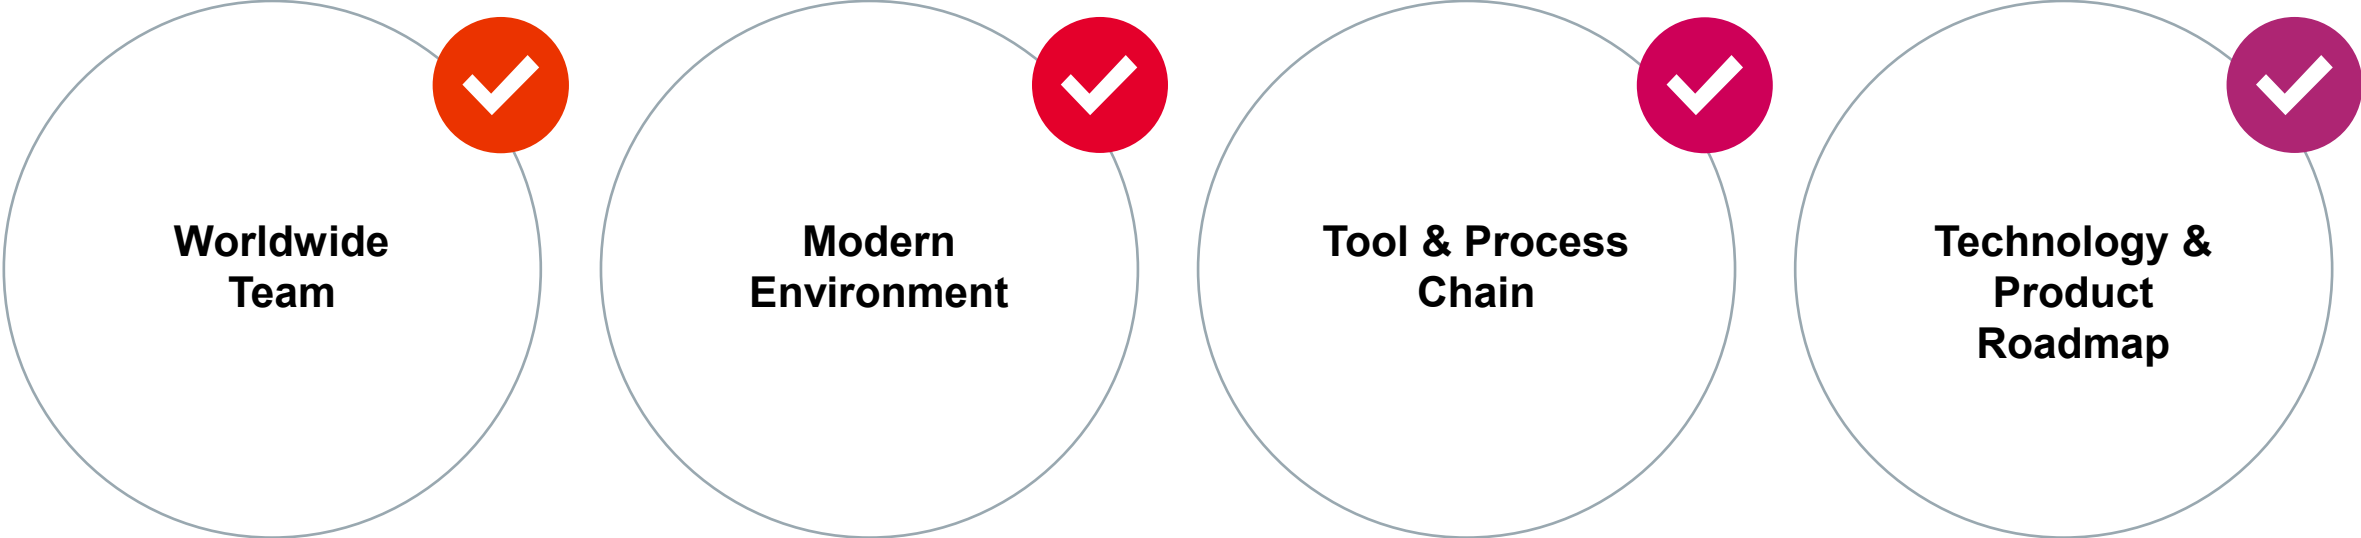 Worldwide
Team
Modern
Environment
Tool & Process
Chain
Technology &
Product
Roadmap